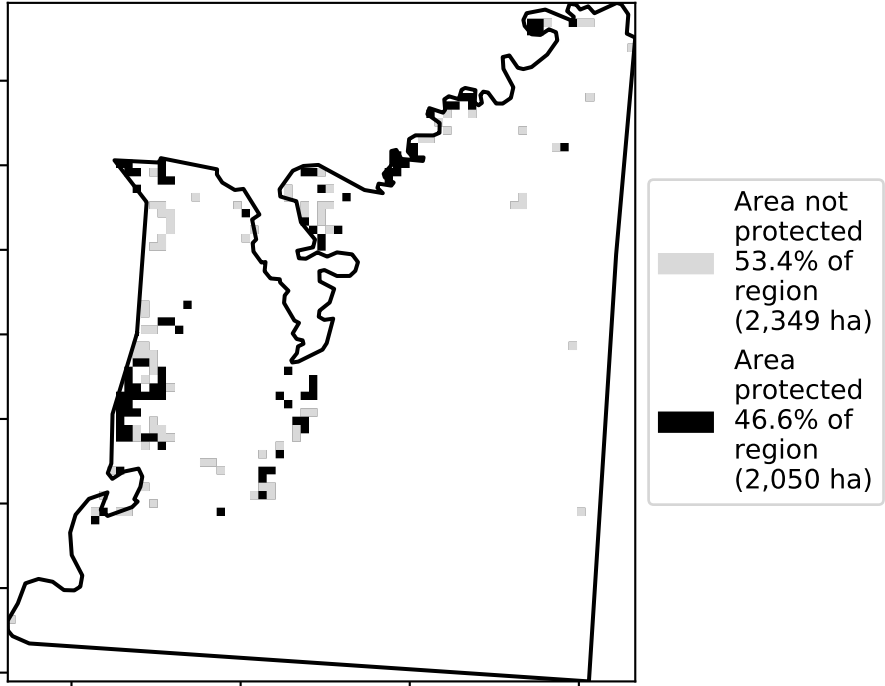 Area not
protected
53.4% of
region
(2,349 ha)
Area
protected
46.6% of
region
(2,050 ha)